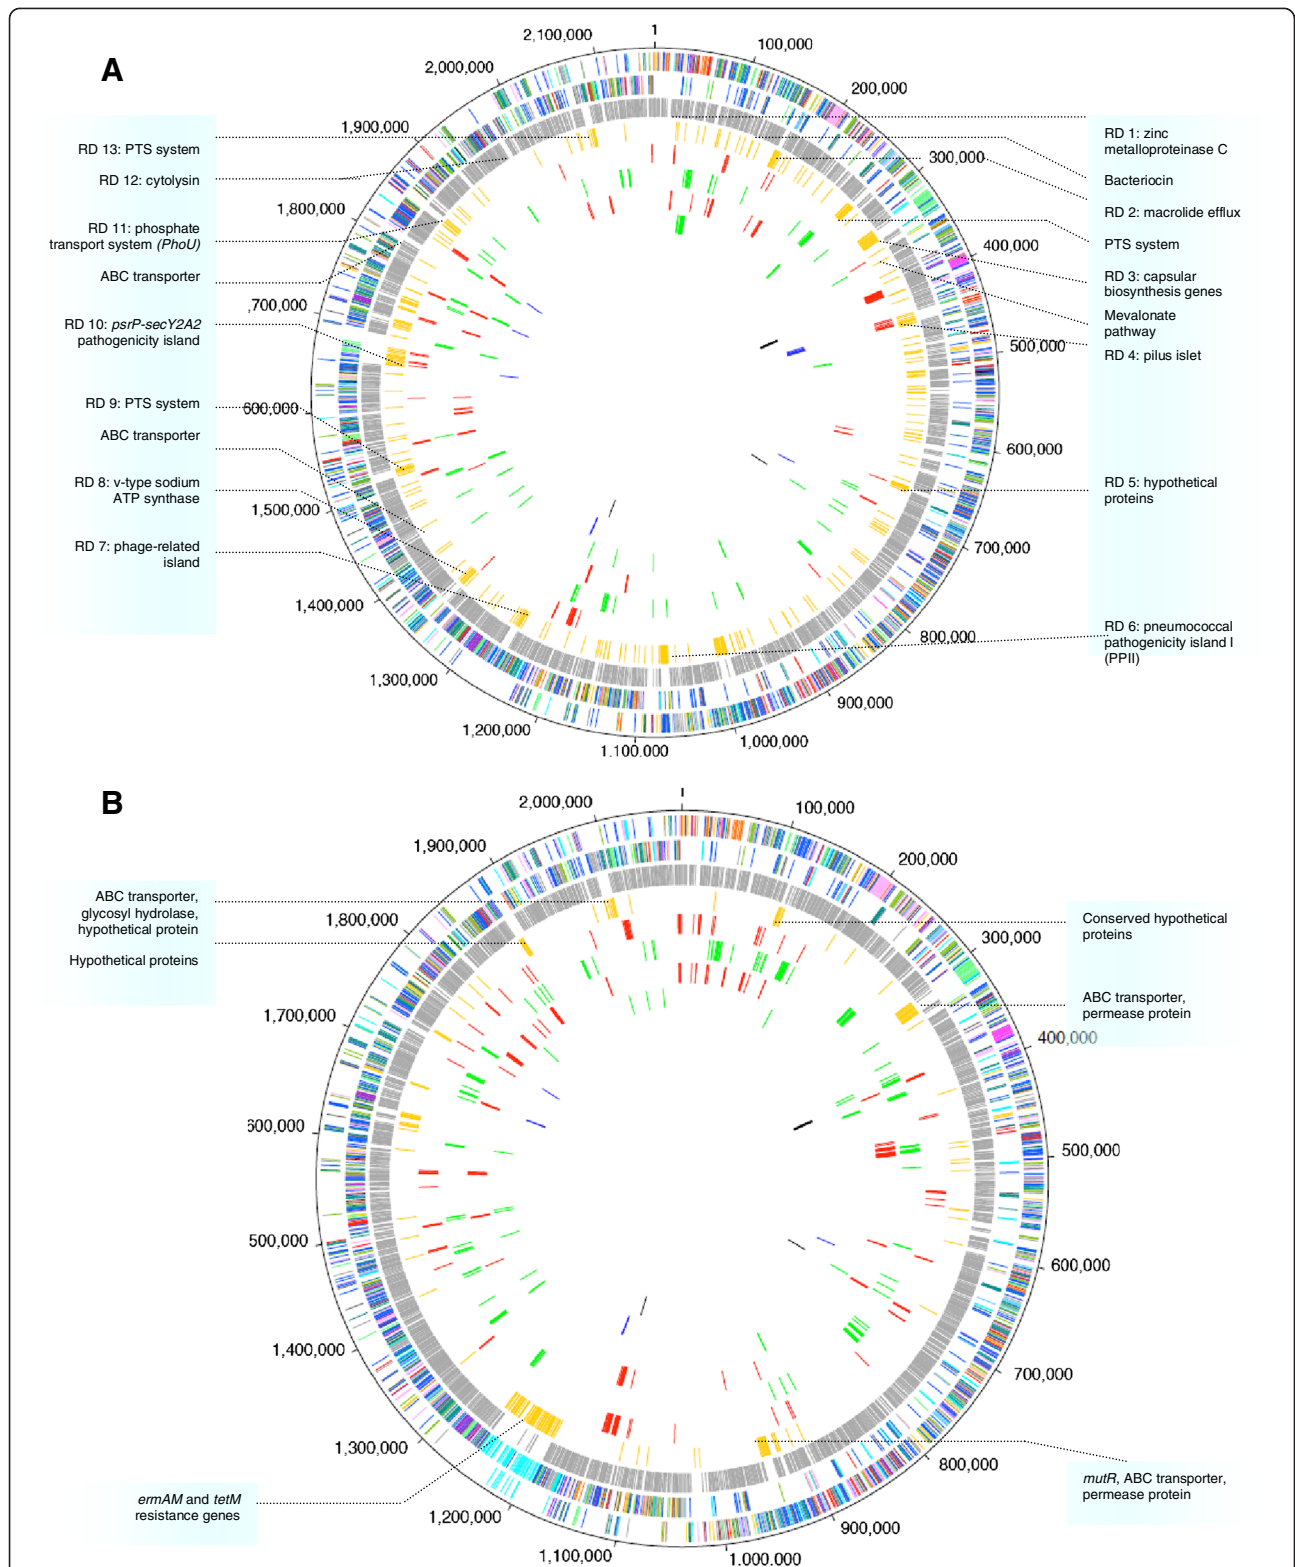 A
1
100,000
200,000
300,000
400,000
500,000
600,000
700,000
800,000
900,000
1,000,000
1.100.000
1,200,000
1,300,000
1,400,000
1,500,000
600,000
,700,000
1,800,000
1,900,000
2,000,000
2,100,000
RD 13: PTS system
RD 12: cytolysin
RD 11: phosphate
transport system (PhoU)
ABC transporter
RD 10: psrP-secY2A2
pathogenicity island
RD 9: PTS system
ABC transporter
RD 8: v-type sodium
ATP synthase
RD 7: phage-related
island
RD 1: zinc
metalloproteinase C
Bacteriocin
RD 2: macrolide efflux
PTS system
RD 3: capsular
biosynthesis genes
Mevalonate
pathway
RD 4: pilus islet
RD 5: hypothetical
proteins
RD 6: pneumococcal
pathogenicity island I
(PPII)
B
1
100,000
200,000
300,000
400,000
500,000
600,000
700,000
800,000
900,000
1.000,000
1,100,000
1,200,000
1,300,000
1,400,000
500,000
600,000
1,700,000
1,800,000
1,900,000
2,000,000
ABC transporter,
glycosyl hydrolase,
hypothetical protein
Hypothetical proteins
ermAM and tetM
resistance genes
Conserved hypothetical
proteins
ABC transporter,
permease protein
mutR, ABC transporter,
permease protein